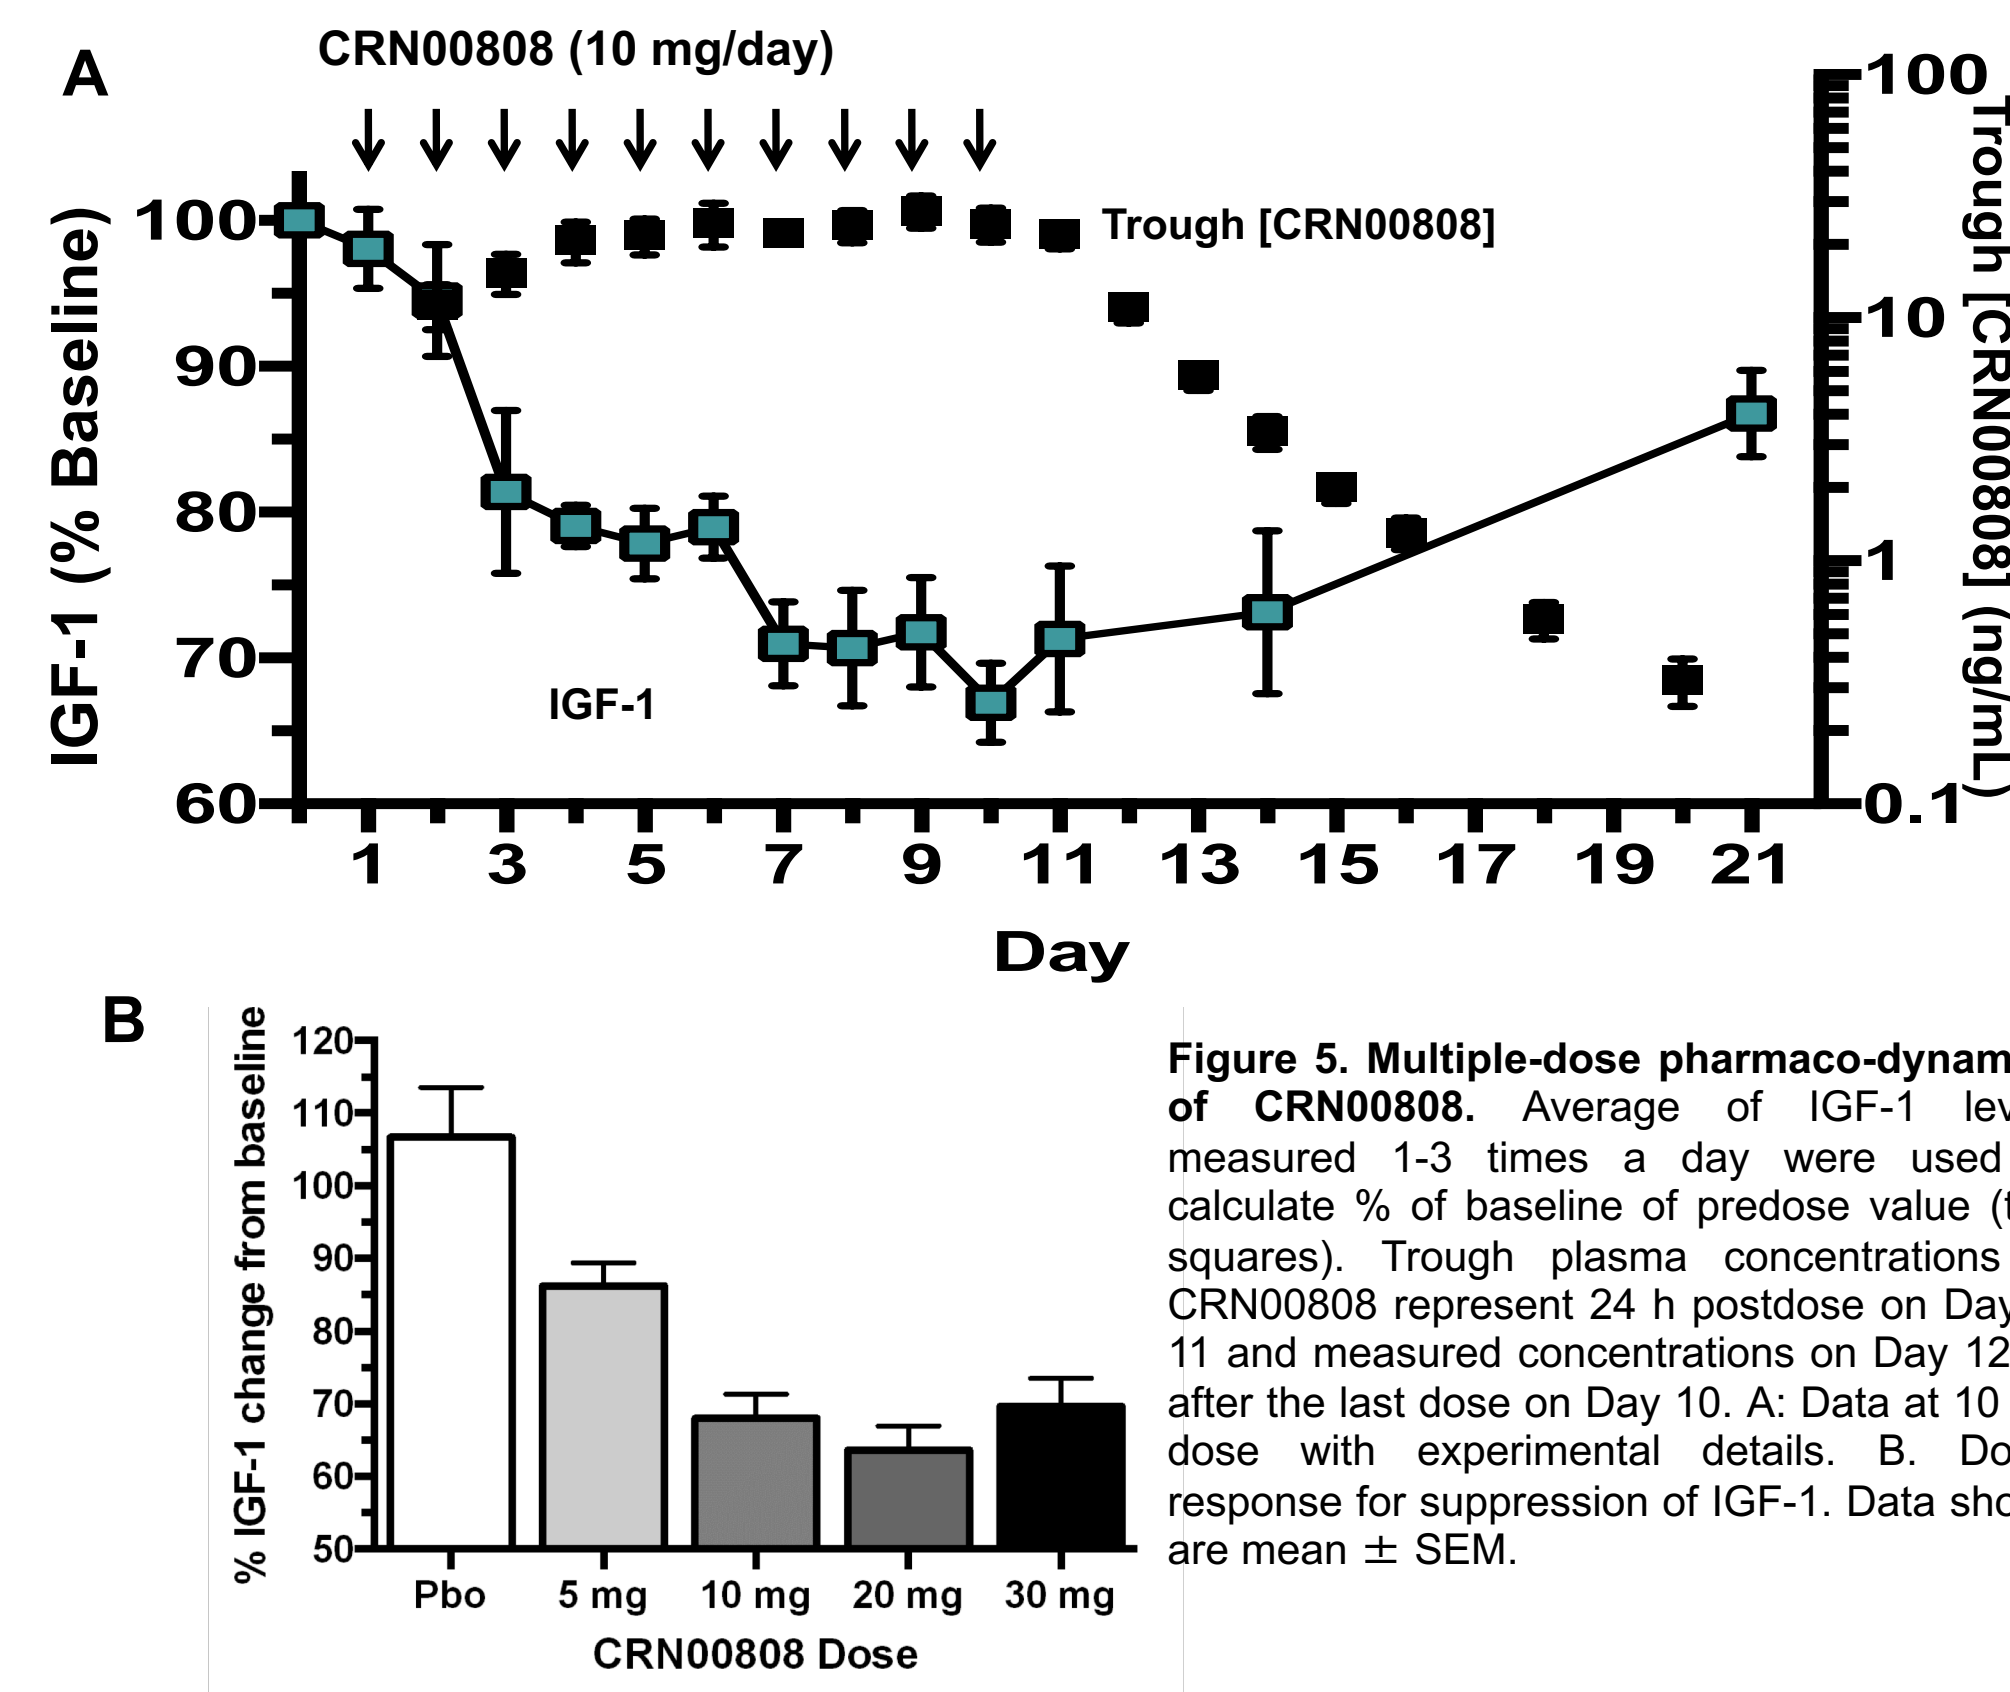 A
CRN00808 (10 mg/day)
IGF-1 (% Baseline)
100
90
80
70
60
Trough [CRN00808]
IGF-1
100
10
1
0.1
Trough [CRN00808] (ng/mL)
1 3 5 7 9 11 13 15 17 19 21
Day
B
% IGF-1 change from baseline
120
110
100
90
80
70
60
50
Pbo 5 mg 10 mg 20 mg 30 mg
CRN00808 Dose
Figure 5. Multiple-dose pharmaco-dynam
of CRN00808. Average of IGF-1 lev
measured 1-3 times a day were used
calculate % of baseline of predose value (t
squares). Trough plasma concentrations
CRN00808 represent 24 h postdose on Day
11 and measured concentrations on Day 12
after the last dose on Day 10. A: Data at 10
dose with experimental details. B. Do
response for suppression of IGF-1. Data sho
are mean ± SEM.